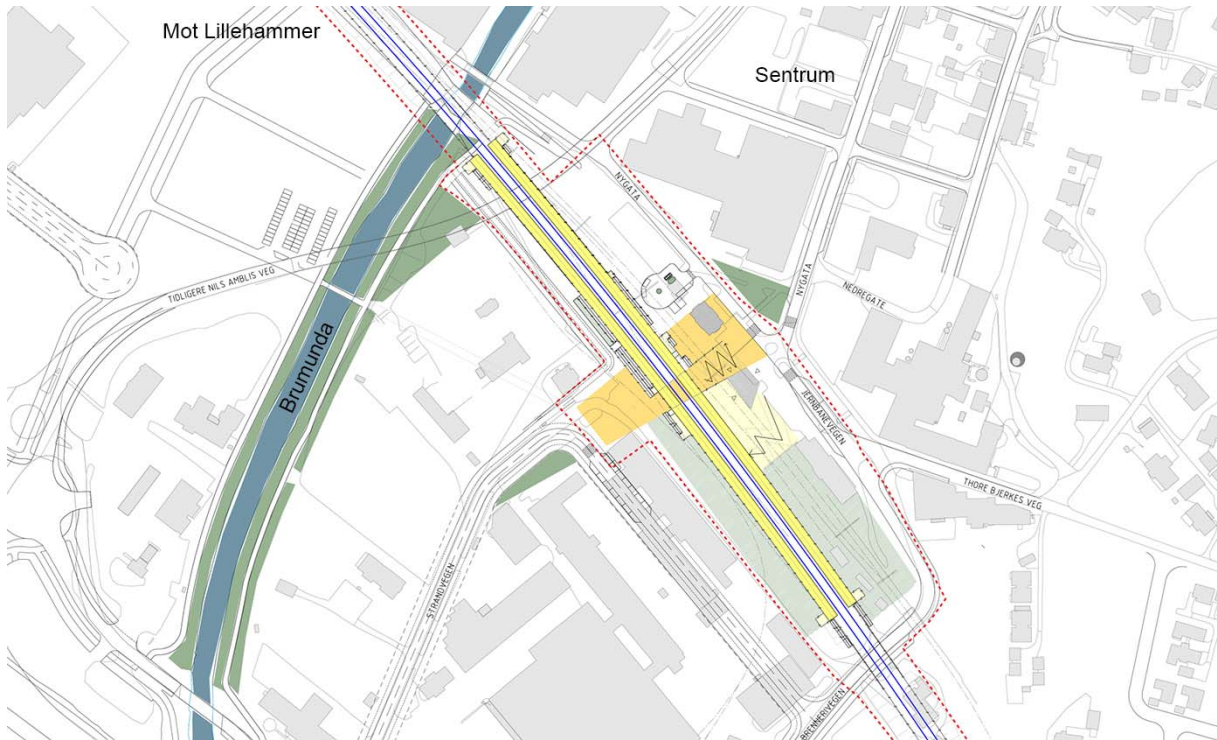 Mot Lillehammer
Sentrum
NYGATA
TIDLIGERE NILS AMBLIS VEG
NYGATA
NEDREGATE
Brumunda
JERNBANEVEGEN
THORE BJERKES VEG
STRANDVEGEN
BRENNERIVEGEN